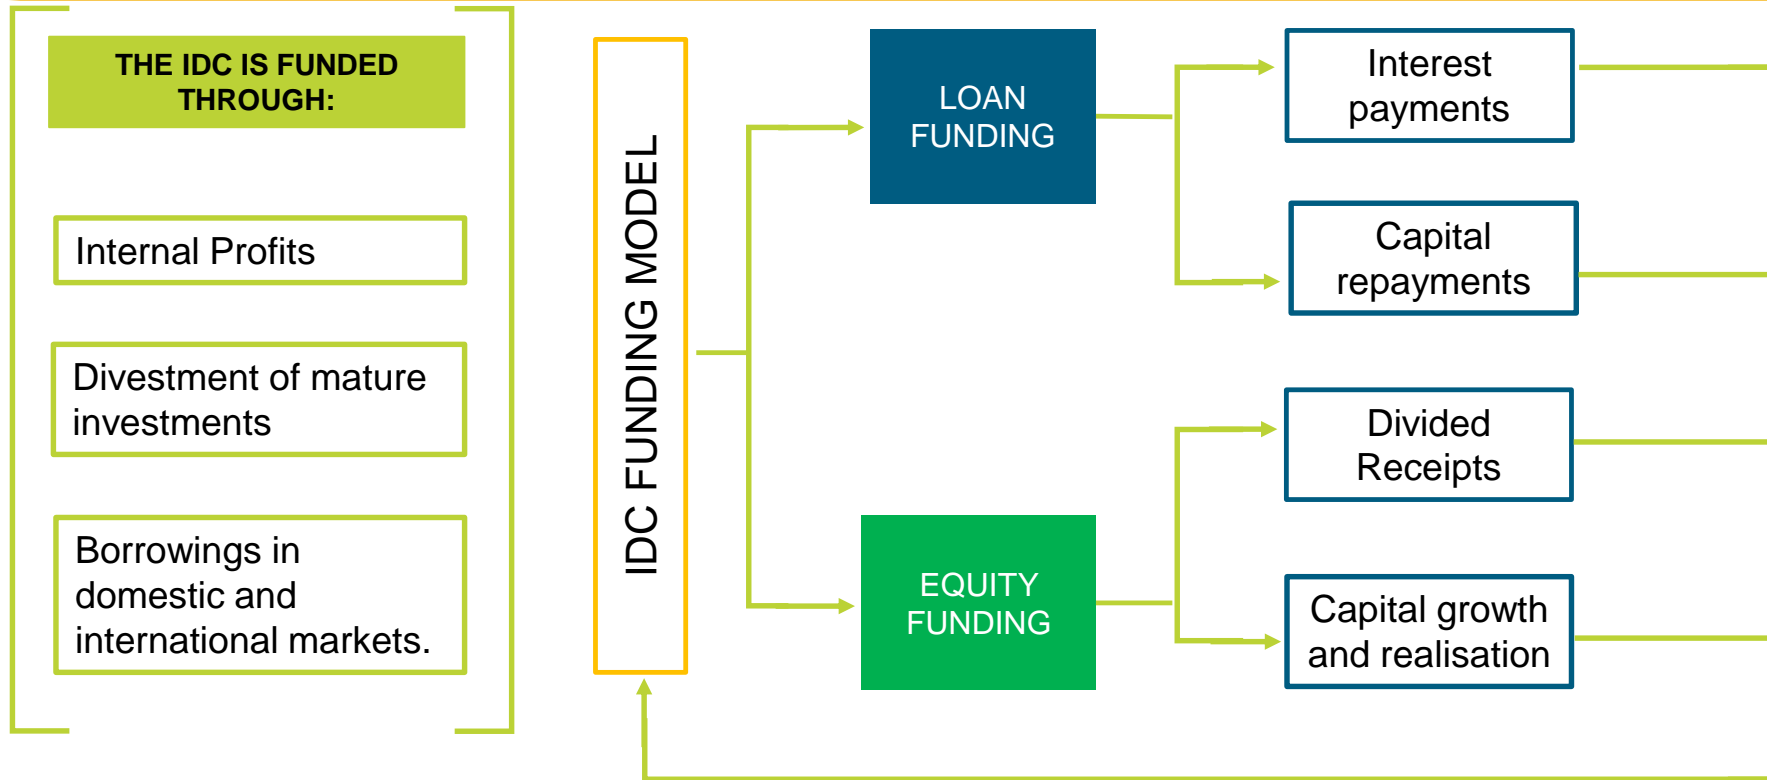 THE IDC IS FUNDED
THROUGH:
Internal Profits
Divestment of mature
investments
Borrowings in
domestic and
international markets.
IDC FUNDING MODEL
LOAN
FUNDING
EQUITY
FUNDING
Interest
payments
Capital
repayments
Divided
Receipts
Capital growth
and realisation